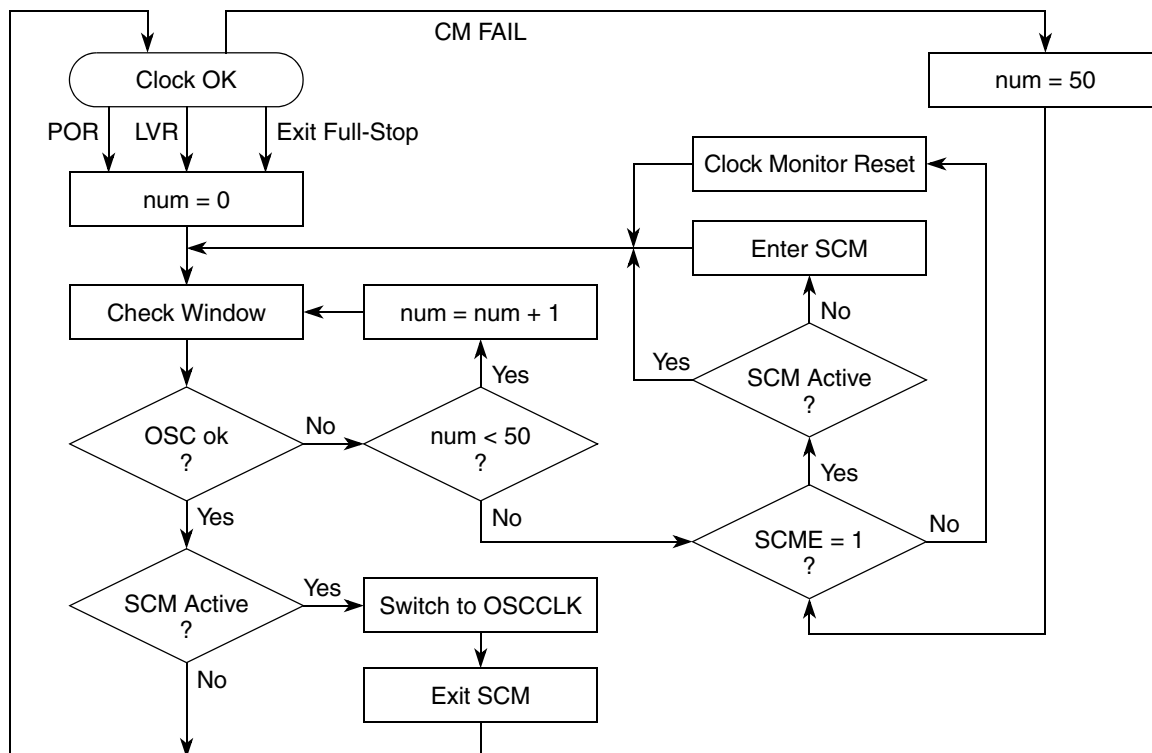 CM FAIL
Clock OK
num = 50
POR
LVR
Exit Full-Stop
Clock Monitor Reset
num = 0
Enter SCM
Check Window
num = num + 1
No
Yes
SCM Active
?
Yes
OSC ok
?
No
num < 50
?
Yes
Yes
No
SCME = 1
?
No
SCM Active
?
Yes
Switch to OSCCLK
No
Exit SCM